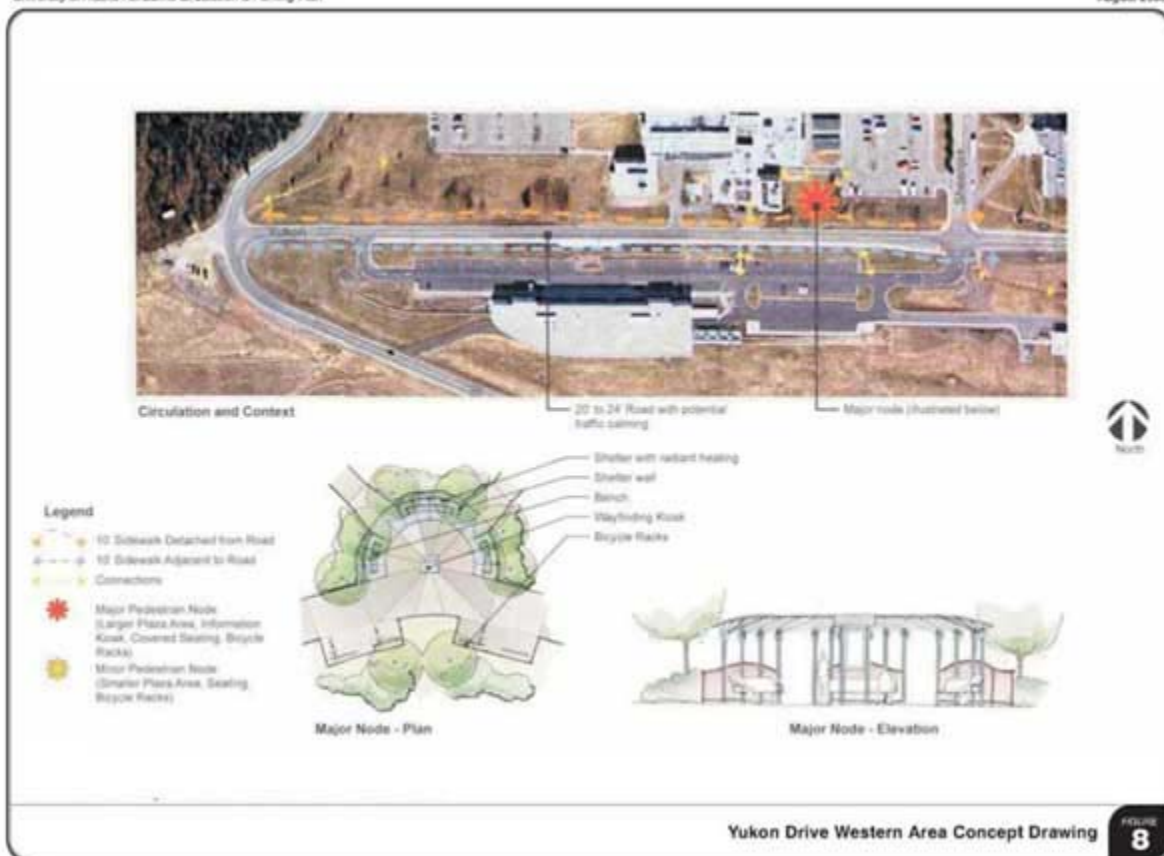 Circulation and Context
20' to 24' Road with potential
traffic calming
Major node (illustrated below)
North
Shelter with radiant heating
Shelter wall
Bench
Wayfinding Kiosk
Bicycle Racks
Legend
10' Sidewalk Detached from Road
10' Sidewalk Adjacent to Road
Connections
Major Pedestrian Node
(Larger Plaza Area, Information
Kiosk, Covered Seating, Bicycle
Racks)
Minor Pedestrian Node
(Smaller Plaza Area, Seating,
Bicycle Racks)
Major Node - Plan
Major Node - Elevation
Yukon Drive Western Area Concept Drawing
FIGURE
8